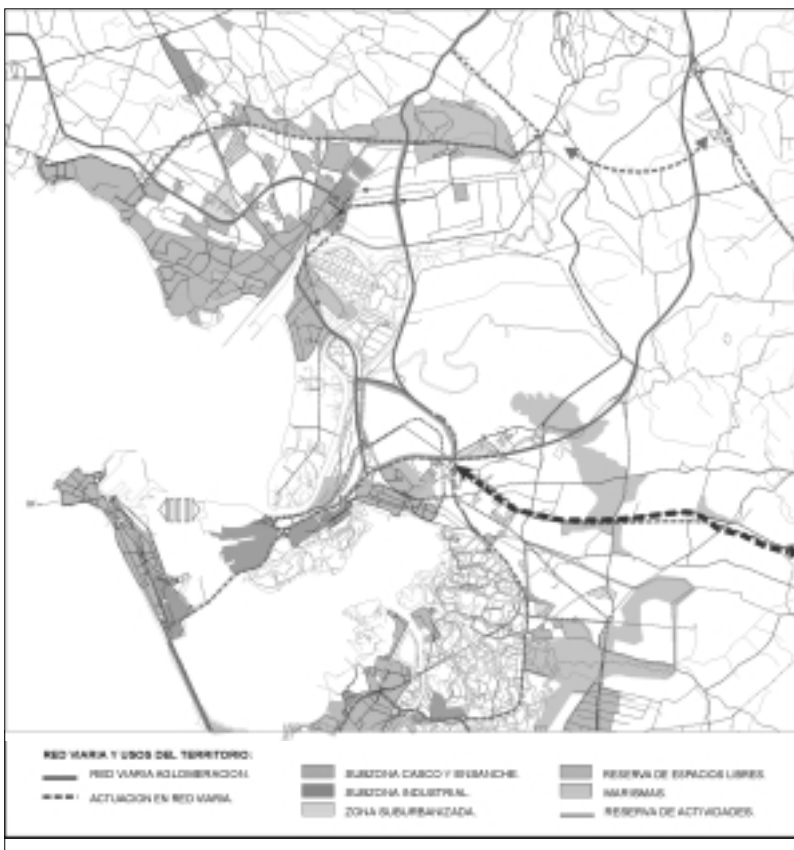 RED VIARIA Y USOS DEL TERRITORIO:
RED VIARIA AGLOMERACION.
ACTUACION EN RED VIARIA.
SUBZONA CASCO Y ENSANCHE.
SUBZONA INDUSTRIAL.
ZONA SUBURBANIZADA.
RESERVA DE ESPACIOS LIBRES.
MARISMAS.
RESERVA DE ACTIVIDADES.